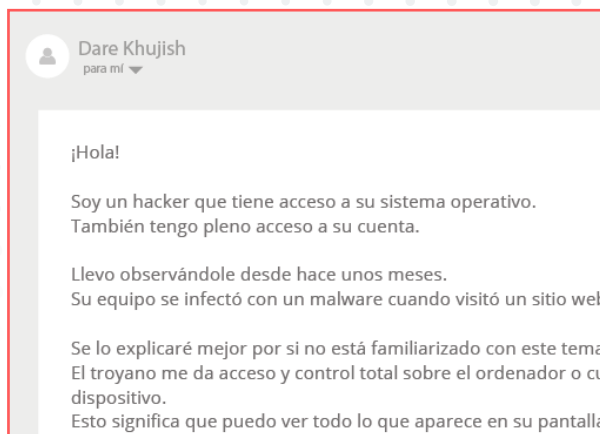 Dare Khujish
para mí
¡Hola!
Soy un hacker que tiene acceso a su sistema operativo.
También tengo pleno acceso a su cuenta.
Llevo observándole desde hace unos meses.
Su equipo se infectó con un malware cuando visitó un sitio web
Se lo explicaré mejor por si no está familiarizado con este tema
El troyano me da acceso y control total sobre el ordenador o
dispositivo.
Esto significa que puedo ver todo lo que aparece en su pantalla